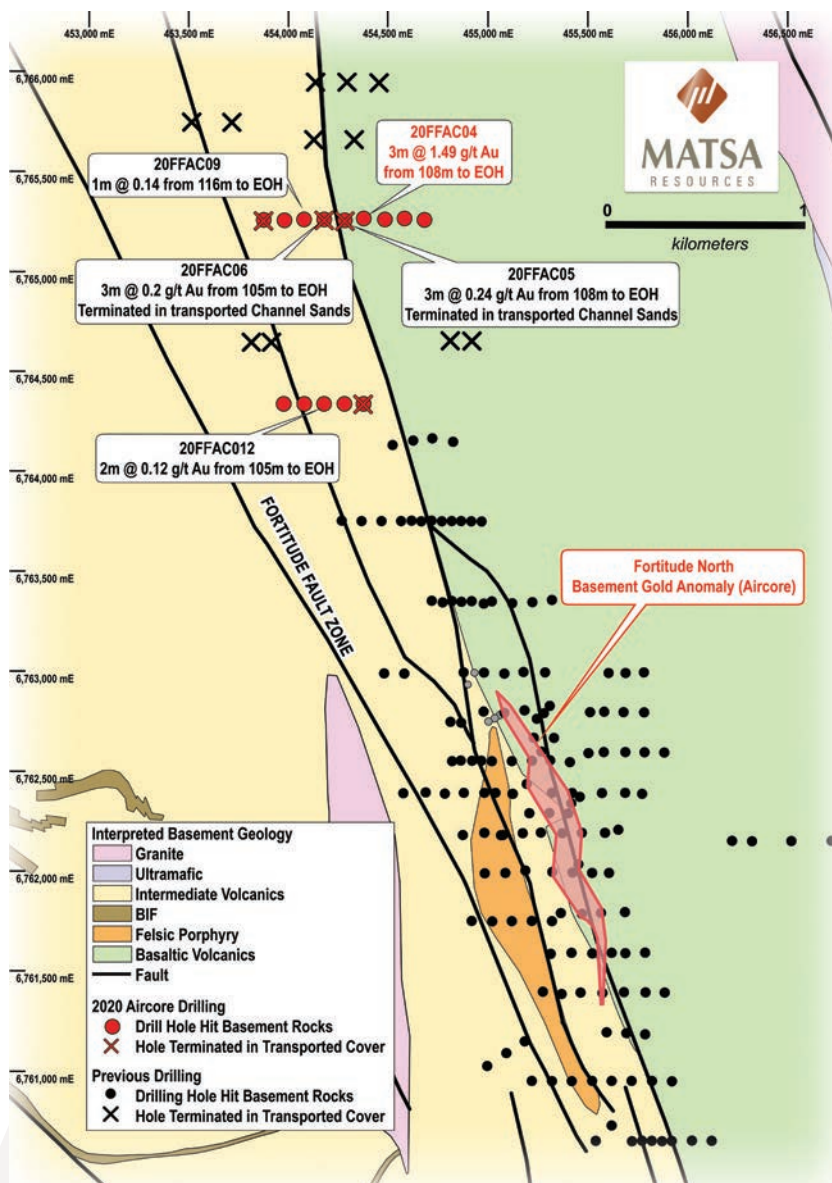 453,000 mE
453,500 mE
454,000 mE
454,500 mE
455,000 mE
455,500 mE
456,000 mE
456,500 mE
6,766,000 mE
6,765,500 mE
6,765,000 mE
6,764,500 mE
6,764,000 mE
6,763,500 mE
6,763,000 mE
6,762,500 mE
6,762,000 mE
6,761,500 mE
6,761,000 mE
MATSA
RESOURCES
0
1
kilometers
20FFAC04
3m @ 1.49 g/t Au
from 108m to EOH
20FFAC09
1m @ 0.14 from 116m to EOH
20FFAC06
3m @ 0.2 g/t Au from 105m to EOH
Terminated in transported Channel Sands
20FFAC05
3m @ 0.24 g/t Au from 108m to EOH
Terminated in transported Channel Sands
20FFAC012
2m @ 0.12 g/t Au from 105m to EOH
FORTITUDE FAULT ZONE
Fortitude North
Basement Gold Anomaly (Aircore)
Interpreted Basement Geology
Granite
Ultramafic
Intermediate Volcanics
BIF
Felsic Porphyry
Basaltic Volcanics
Fault
2020 Aircore Drilling
Drill Hole Hit Basement Rocks
Hole Terminated in Transported Cover
Previous Drilling
Drilling Hole Hit Basement Rocks
Hole Terminated in Transported Cover